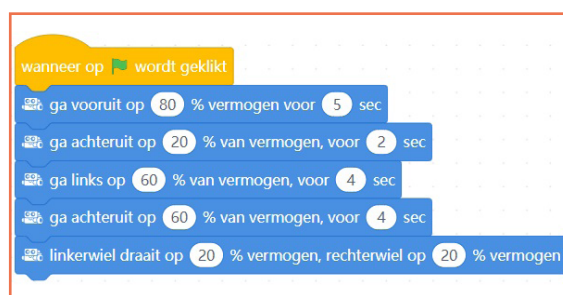 wanneer op wordt geklikt
ga vooruit op 80 % vermogen voor 5 sec
ga achteruit op 20 % van vermogen, voor 2 sec
ga links op 60 % van vermogen, voor 4 sec
ga achteruit op 60 % van vermogen, voor 4 sec
linkerwiel draait op 20 % vermogen, rechterwiel op 20 % vermogen